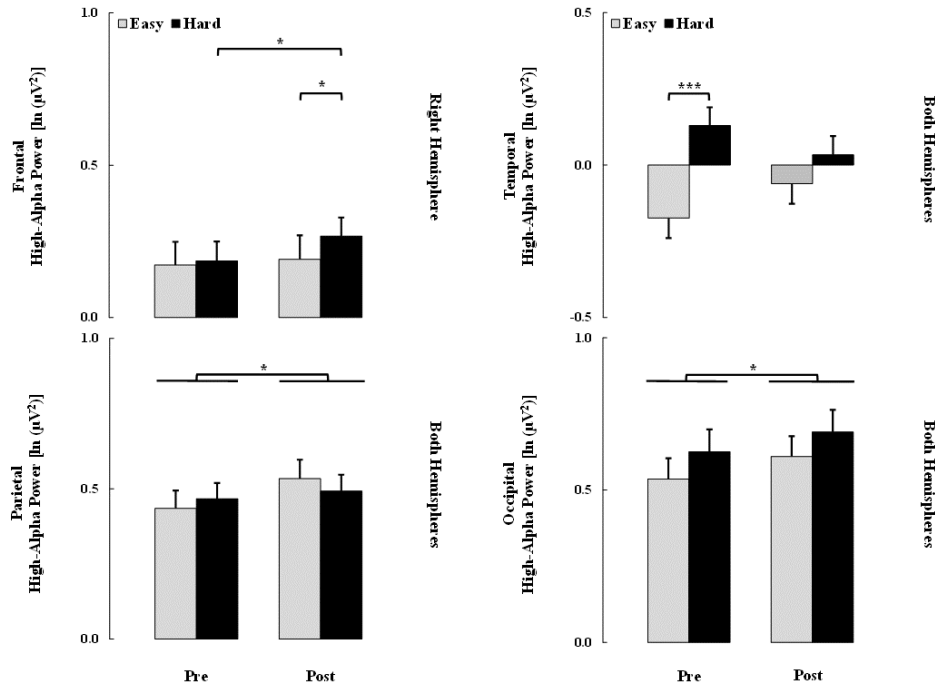 1.0
Easy Hard
*
*
0.5
0.0
Frontal
High-Alpha Power [ln (µV²)]
Right Hemisphere
0.5
Easy Hard
***
0.0
-0.5
Temporal
High-Alpha Power [ln (µV²)]
Both Hemispheres
1.0
*
0.5
0.0
Parietal
High-Alpha Power [ln (µV²)]
Both Hemispheres
Pre Post
1.0
*
0.5
0.0
Occipital
High-Alpha Power [ln (µV²)]
Both Hemispheres
Pre Post